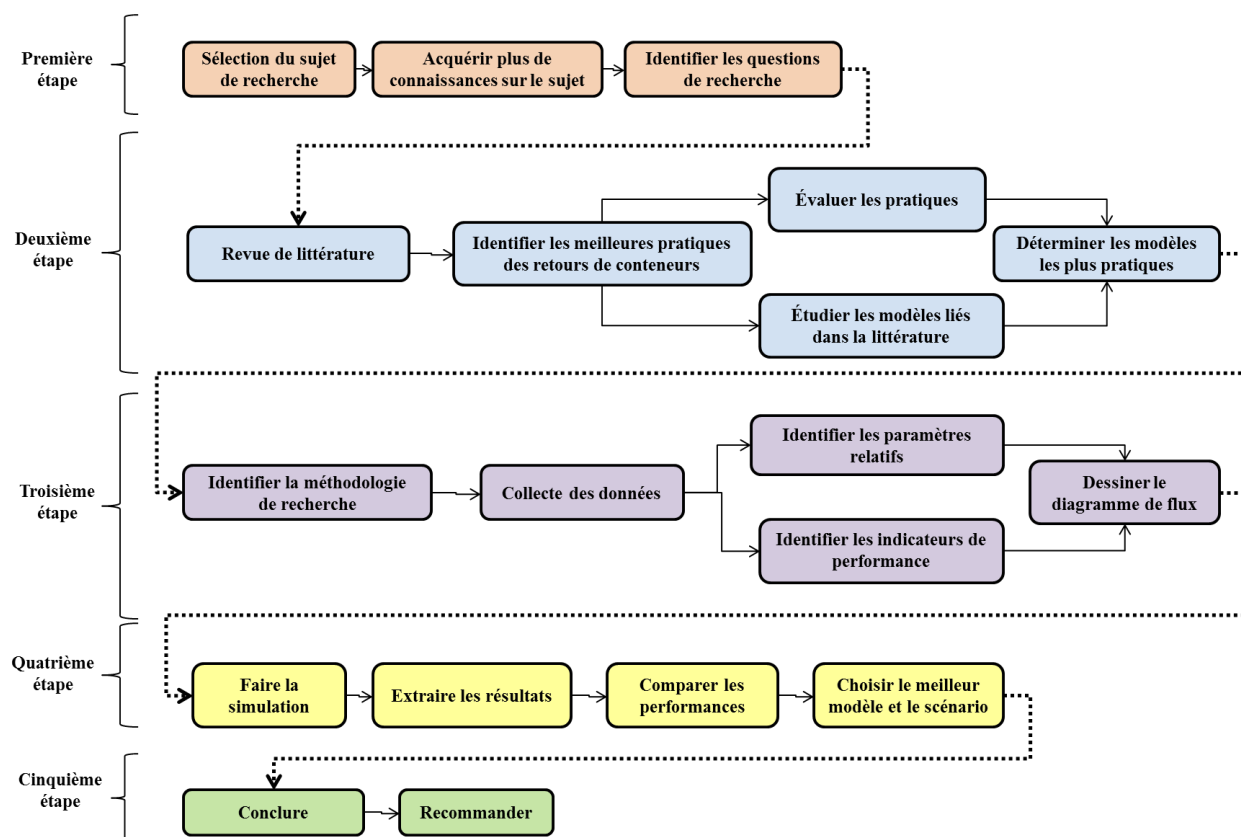 Première
étape
Sélection du sujet
de recherche
Acquérir plus de
connaissances sur le sujet
Identifier les questions
de recherche
Deuxième
étape
Revue de littérature
Identifier les meilleures pratiques
des retours de conteneurs
Évaluer les pratiques
Étudier les modèles liés
dans la littérature
Déterminer les modèles
les plus pratiques
Troisième
étape
Identifier la méthodologie
de recherche
Collecte des données
Identifier les paramètres
relatifs
Identifier les indicateurs de
performance
Dessiner le
diagramme de flux
Quatrième
étape
Faire la
simulation
Extraire les résultats
Comparer les
performances
Choisir le meilleur
modèle et le scénario
Cinquième
étape
Conclure
Recommander